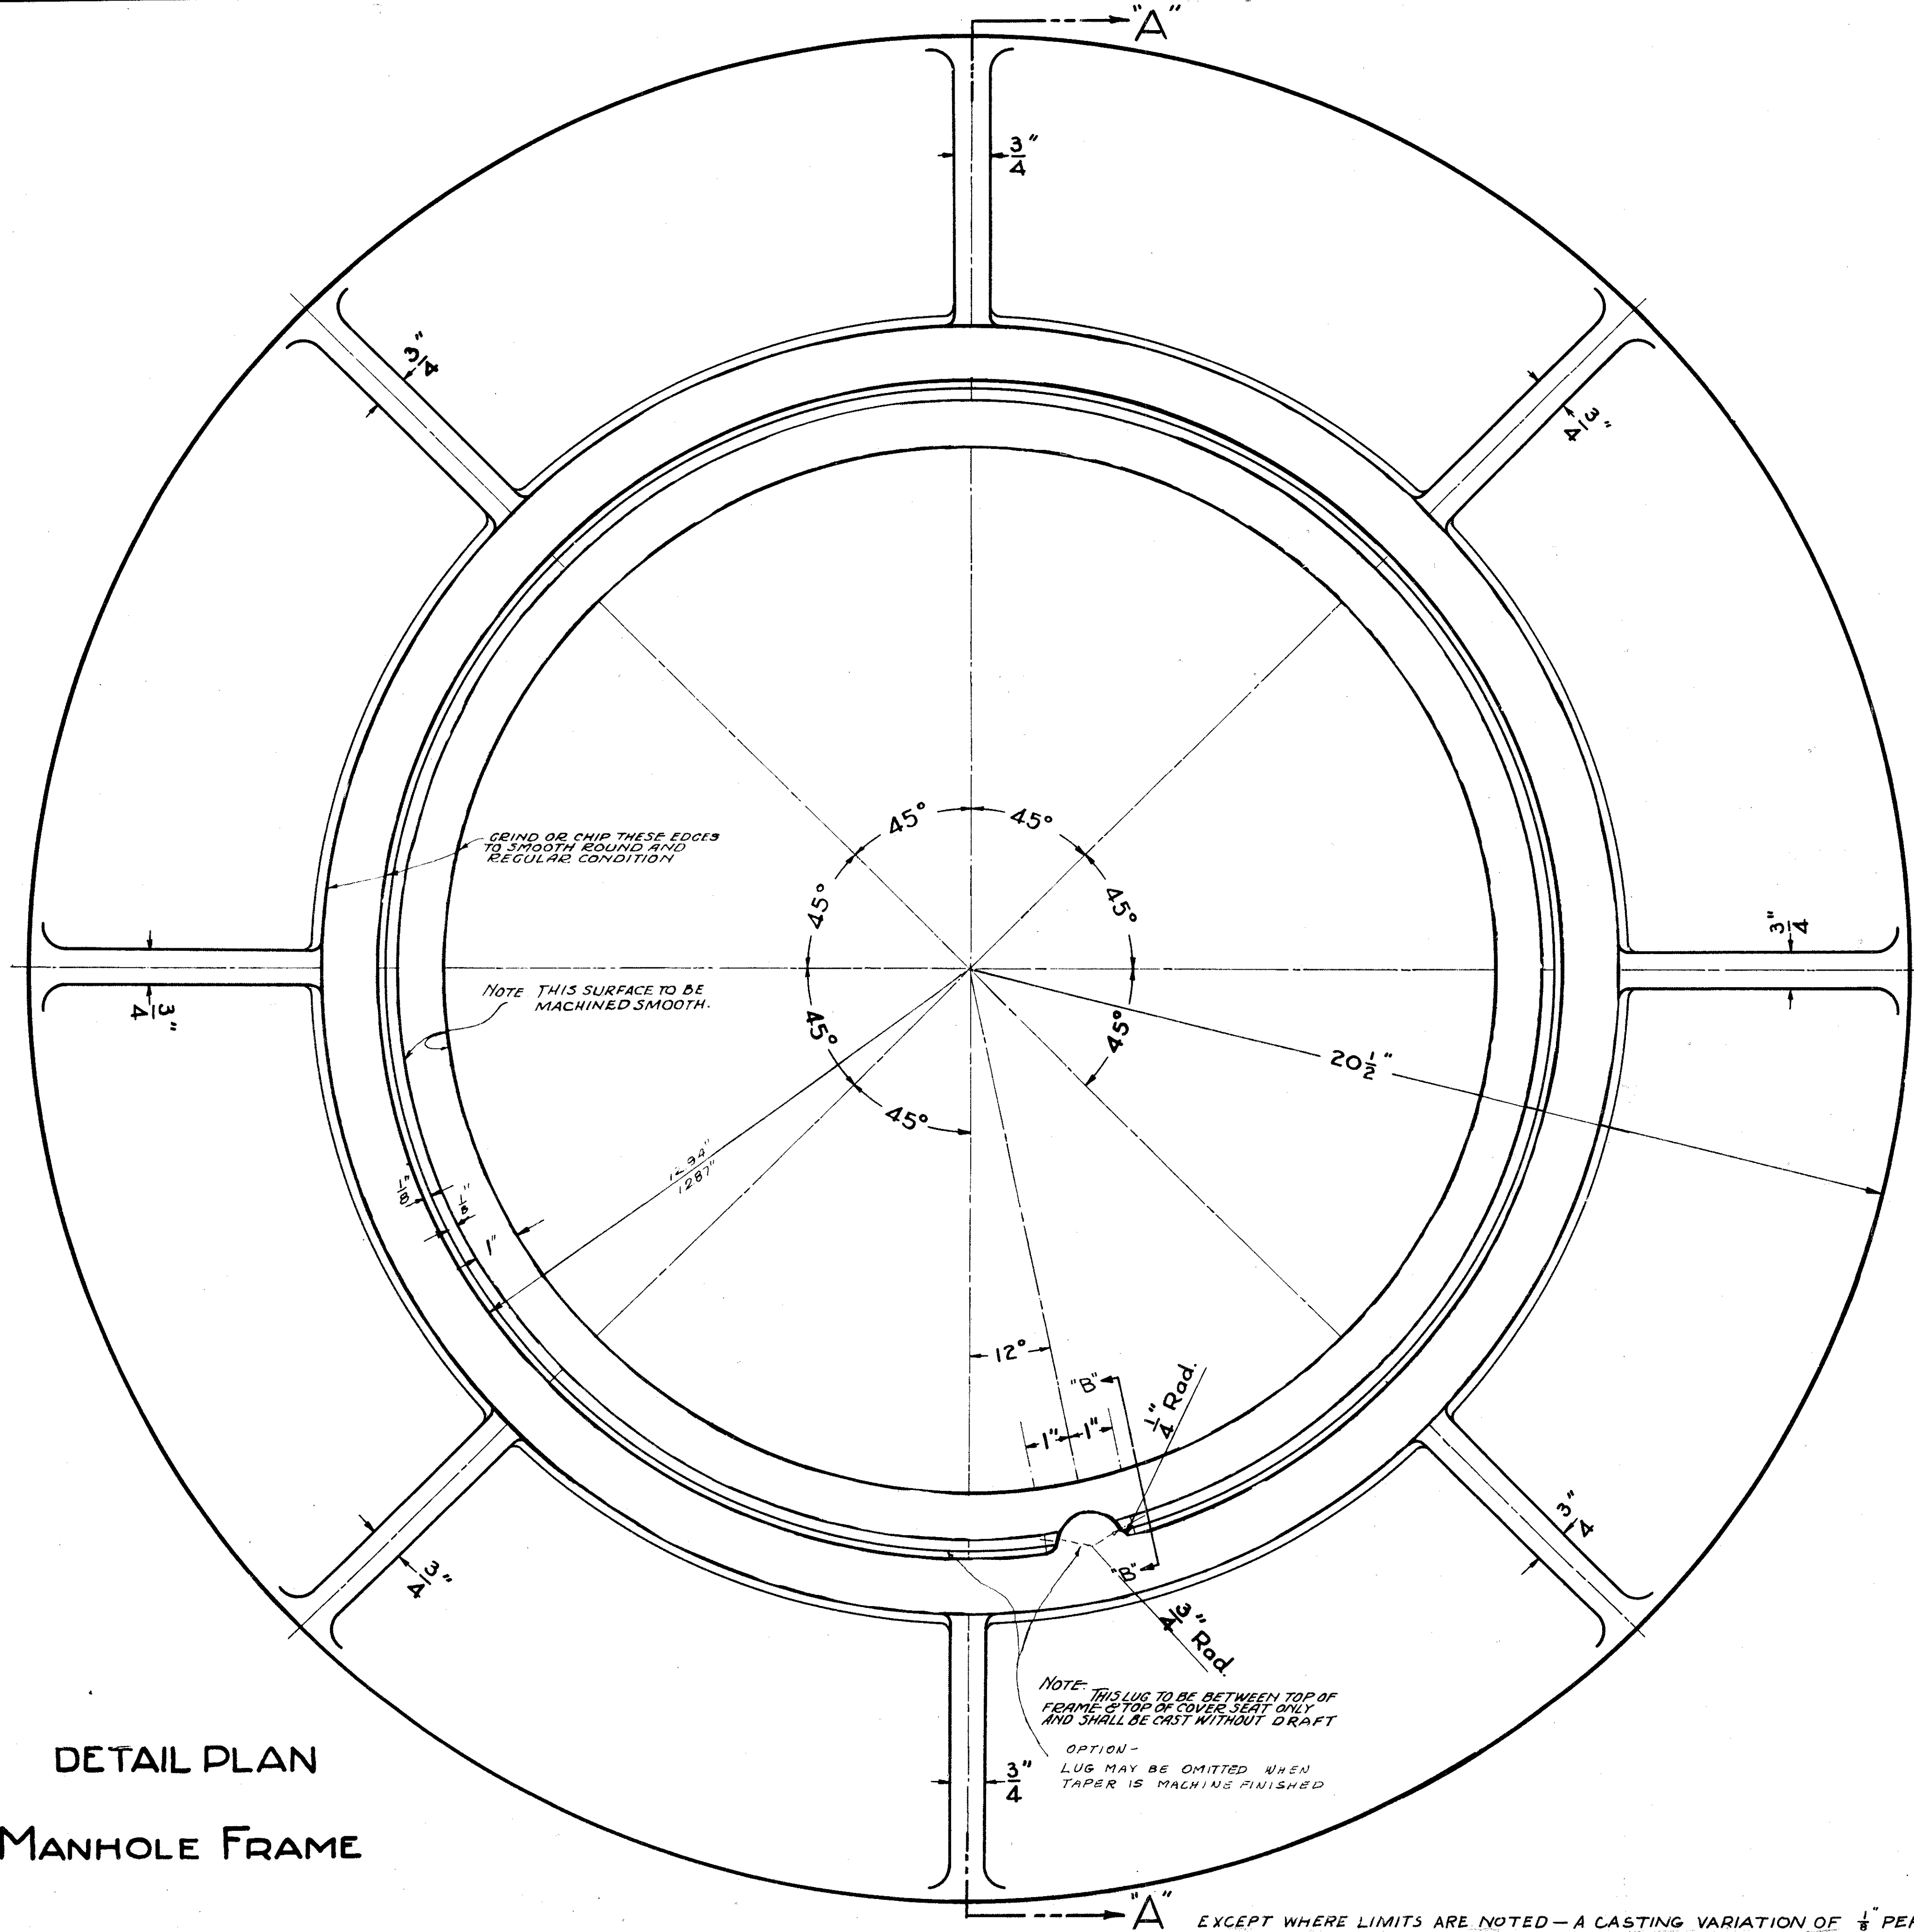 "A"
3/4"
3/4"
3/4"
45°
45°
GRIND OR CHIP THESE EDGES
TO SMOOTH ROUND AND
REGULAR CONDITION
45°
45°
3/4"
3/4"
NOTE THIS SURFACE TO BE
MACHINED SMOOTH.
45°
45°
20 1/2"
45°
12.94"
12.87"
1/8"
1/8"
1"
12°
"B"
1/4" Rad.
1"
1"
"B"
3/4"
3/4"
3/4" Rad.
NOTE:
THIS LUG TO BE BETWEEN TOP OF
FRAME & TOP OF COVER SEAT ONLY
AND SHALL BE CAST WITHOUT DRAFT
OPTION-
LUG MAY BE OMITTED WHEN
TAPER IS MACHINE FINISHED
3/4"
DETAIL PLAN
MANHOLE FRAME
"A"
EXCEPT WHERE LIMITS ARE NOTED — A CASTING VARIATION OF 1/8" PER